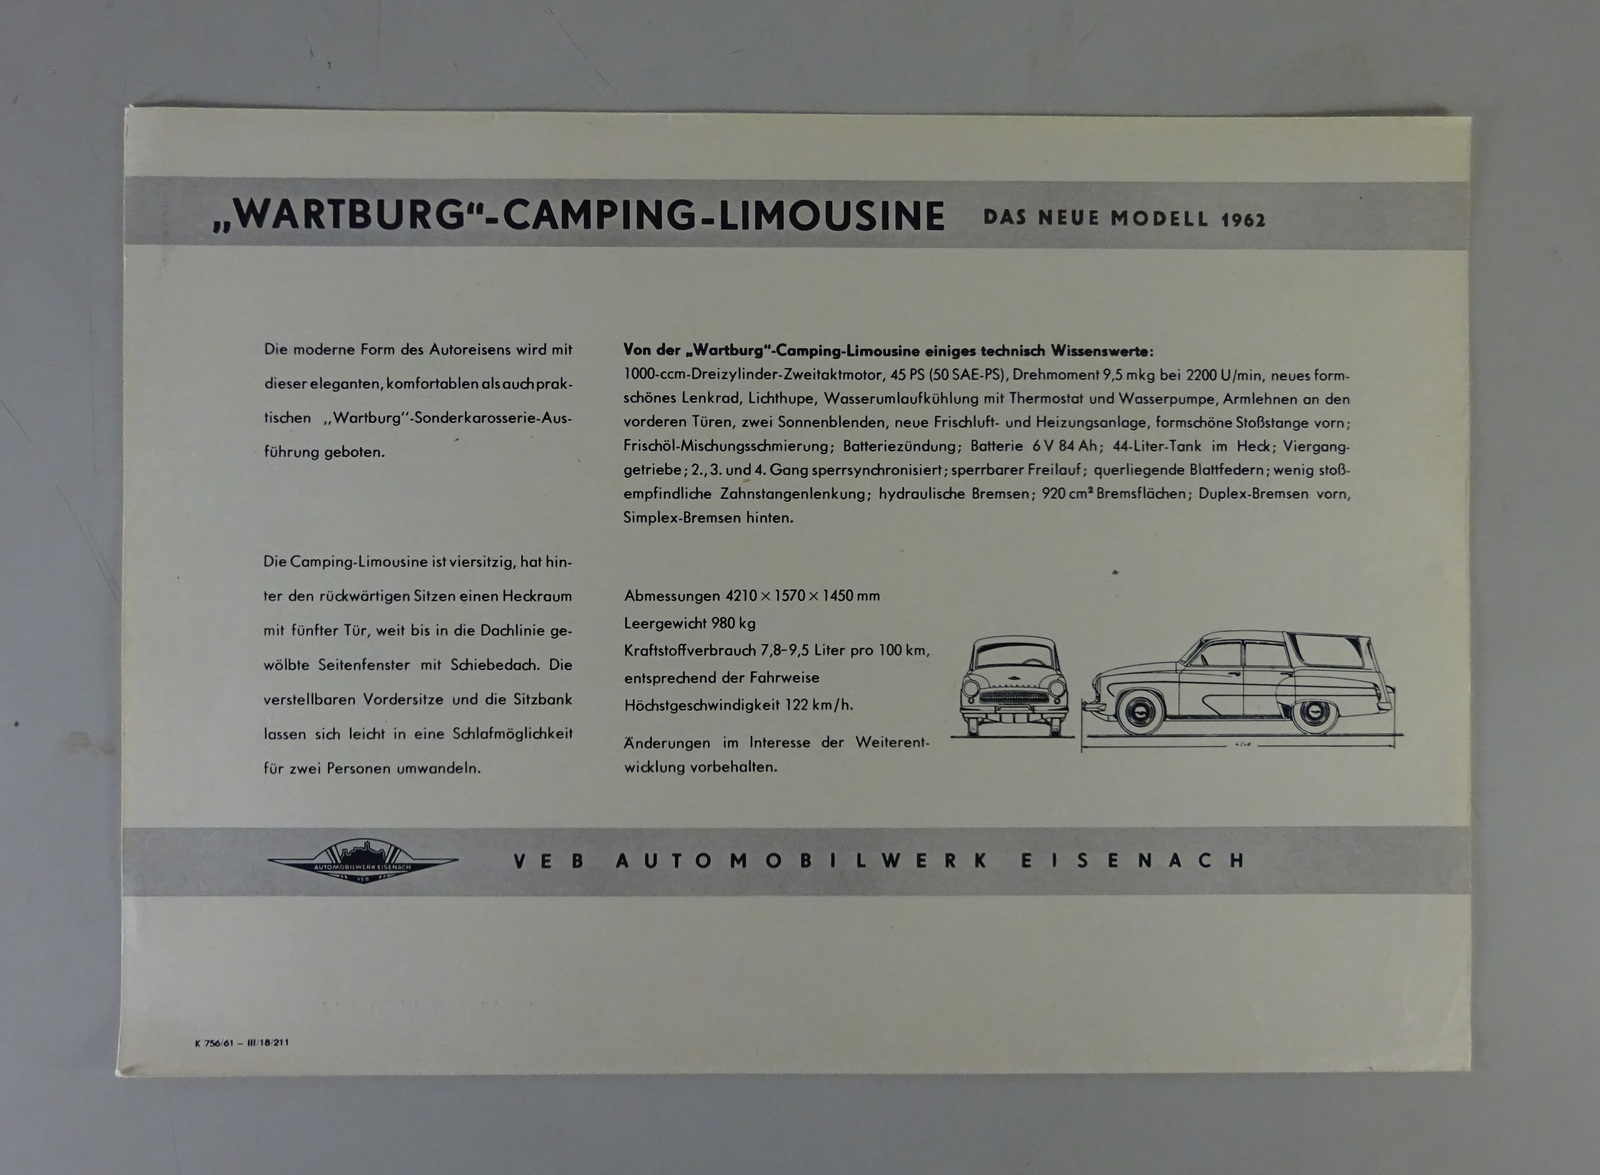 „WARTBURG“-CAMPING-LIMOUSINE DAS NEUE MODELL 1962
Die moderne Form des Autoreisens wird mit
dieser eleganten, komfortablen als auch prak-
tischen „Wartburg“-Sonderkarosserie-Aus-
führung geboten.
Die Camping-Limousine ist viersitzig, hat hin-
ter den rückwärtigen Sitzen einen Heckraum
mit fünfter Tür, weit bis in die Dachlinie ge-
wölbte Seitenfenster mit Schiebedach. Die
verstellbaren Vordersitze und die Sitzbank
lassen sich leicht in eine Schlafmöglichkeit
für zwei Personen umwandeln.
Von der „Wartburg“-Camping-Limousine einiges technisch Wissenswerte:
1000-ccm-Dreizylinder-Zweitaktmotor, 45 PS (50 SAE-PS), Drehmoment 9,5 mkg bei 2200 U/min, neues form-
schönes Lenkrad, Lichthupe, Wasserumlaufkühlung mit Thermostat und Wasserpumpe, Armlehnen an den
vorderen Türen, zwei Sonnenblenden, neue Frischluft- und Heizungsanlage, formschöne Stoßstange vorn;
Frischöl-Mischungsschmierung; Batteriezündung; Batterie 6 V 84 Ah; 44-Liter-Tank im Heck; Viergang-
getriebe; 2., 3. und 4. Gang sperrsynchronisiert; sperrbarer Freilauf; querliegende Blattfedern; wenig stoß-
empfindliche Zahnstangenlenkung; hydraulische Bremsen; 920 cm² Bremsflächen; Duplex-Bremsen vorn,
Simplex-Bremsen hinten.
Abmessungen 4210 × 1570 × 1450 mm
Leergewicht 980 kg
Kraftstoffverbrauch 7,8–9,5 Liter pro 100 km,
entsprechend der Fahrweise
Höchstgeschwindigkeit 122 km/h.
Änderungen im Interesse der Weiterent-
wicklung vorbehalten.
AUTOMOBILWERK EISENACH
VEB
VEB AUTOMOBILWERK EISENACH
K 756/61 – III/18/211